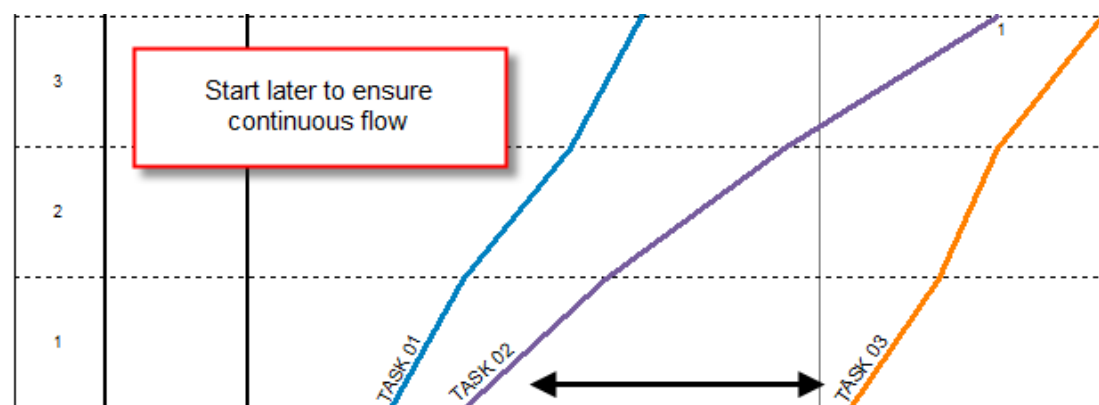 3
Start later to ensure
continuous flow
1
2
1
TASK 01
TASK 02
TASK 03